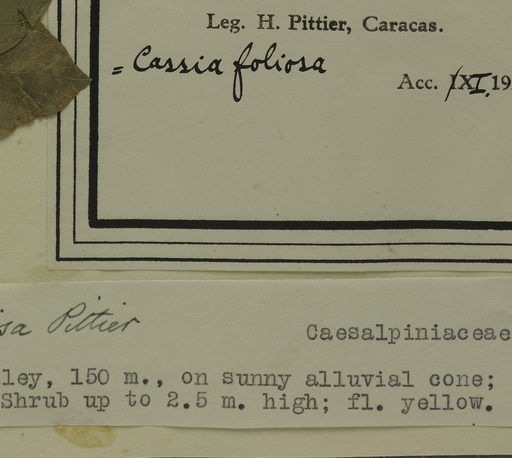 Leg. H. Pittier, Caracas.
= Cassia foliosa
Acc. IXI, 19
sa Pittier
Caesalpiniaceae
ley, 150 m., on sunny alluvial cone;
Shrub up to 2.5 m. high; fl. yellow.